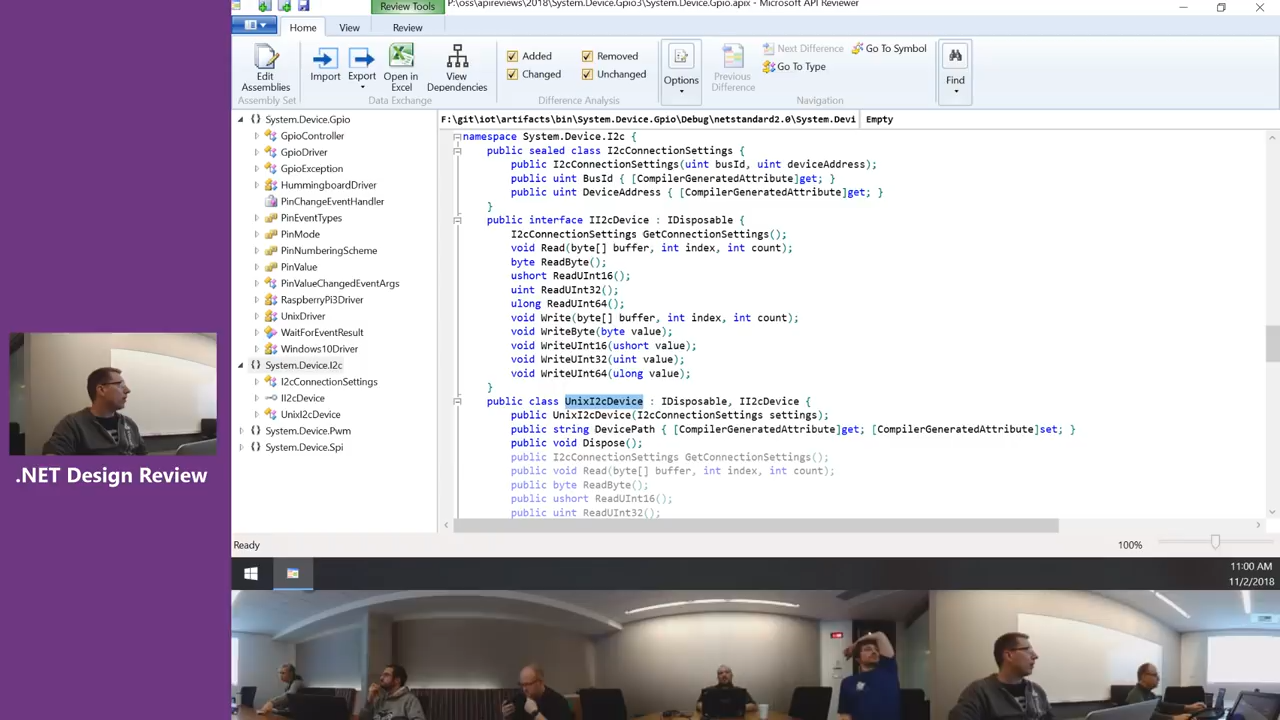 Review Tools
P:\oss\apireviews\2018\System.Device.Gpio3\System.Device.Gpio.apix - Microsoft API Reviewer
Home
View
Review
Edit Assemblies
Import
Export
Open in Excel
View Dependencies
Added
Removed
Changed
Unchanged
Options
Previous Difference
Next Difference
Go To Symbol
Go To Type
Find
Assembly Set
Data Exchange
Difference Analysis
Navigation
System.Device.Gpio
GpioController
GpioDriver
GpioException
HummingboardDriver
PinChangeEventHandler
PinEventTypes
PinMode
PinNumberingScheme
PinValue
PinValueChangedEventArgs
RaspberryPi3Driver
UnixDriver
WaitForEventResult
Windows10Driver
System.Device.I2c
I2cConnectionSettings
II2cDevice
UnixI2cDevice
System.Device.Pwm
System.Device.Spi
F:\git\iot\artifacts\bin\System.Device.Gpio\Debug\netstandard2.0\System.Devi
Empty
namespace System.Device.I2c {
public sealed class I2cConnectionSettings {
public I2cConnectionSettings(uint busId, uint deviceAddress);
public uint BusId { [CompilerGeneratedAttribute]get; }
public uint DeviceAddress { [CompilerGeneratedAttribute]get; }
}
public interface II2cDevice : IDisposable {
I2cConnectionSettings GetConnectionSettings();
void Read(byte[] buffer, int index, int count);
byte ReadByte();
ushort ReadUInt16();
uint ReadUInt32();
ulong ReadUInt64();
void Write(byte[] buffer, int index, int count);
void WriteByte(byte value);
void WriteUInt16(ushort value);
void WriteUInt32(uint value);
void WriteUInt64(ulong value);
}
public class UnixI2cDevice : IDisposable, II2cDevice {
public UnixI2cDevice(I2cConnectionSettings settings);
public string DevicePath { [CompilerGeneratedAttribute]get; [CompilerGeneratedAttribute]set; }
public void Dispose();
public I2cConnectionSettings GetConnectionSettings();
public void Read(byte[] buffer, int index, int count);
public byte ReadByte();
public ushort ReadUInt16();
public uint ReadUInt32();
.NET Design Review
Ready
100%
11:00 AM
11/2/2018